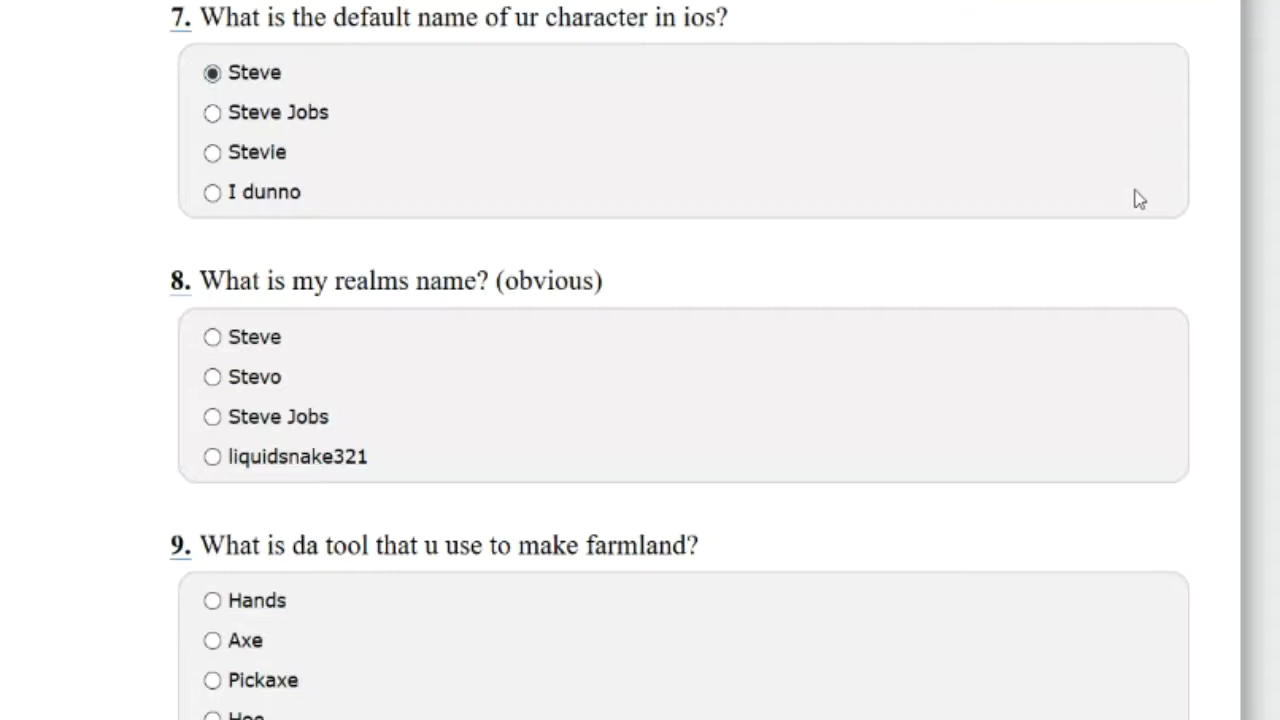 7. What is the default name of ur character in ios?
Steve
Steve Jobs
Stevie
I dunno
8. What is my realms name? (obvious)
Steve
Stevo
Steve Jobs
liquidsnake321
9. What is da tool that u use to make farmland?
Hands
Axe
Pickaxe
Hoe